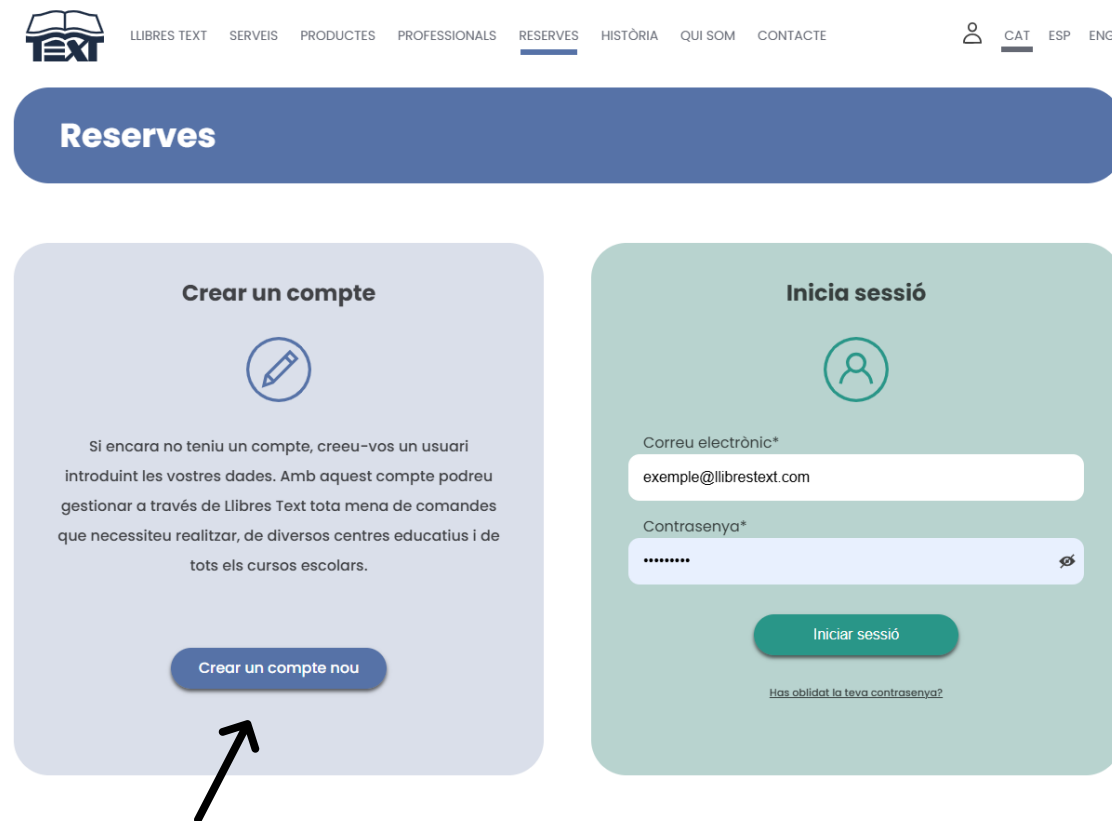 TEXT
LLIBRES TEXT SERVEIS PRODUCTES PROFESSIONALS RESERVES HISTÒRIA QUI SOM CONTACTE CAT ESP ENG
Reserves
Crear un compte
Si encara no teniu un compte, creeu-vos un usuari
introduint les vostres dades. Amb aquest compte podreu
gestionar a través de Llibres Text tota mena de comandes
que necessiteu realitzar, de diversos centres educatius i de
tots els cursos escolars.
Crear un compte nou
Inicia sessió
Correu electrònic*
exemple@llibrestext.com
Contrasenya*
•••••••••
Iniciar sessió
Has oblidat la teva contrasenya?